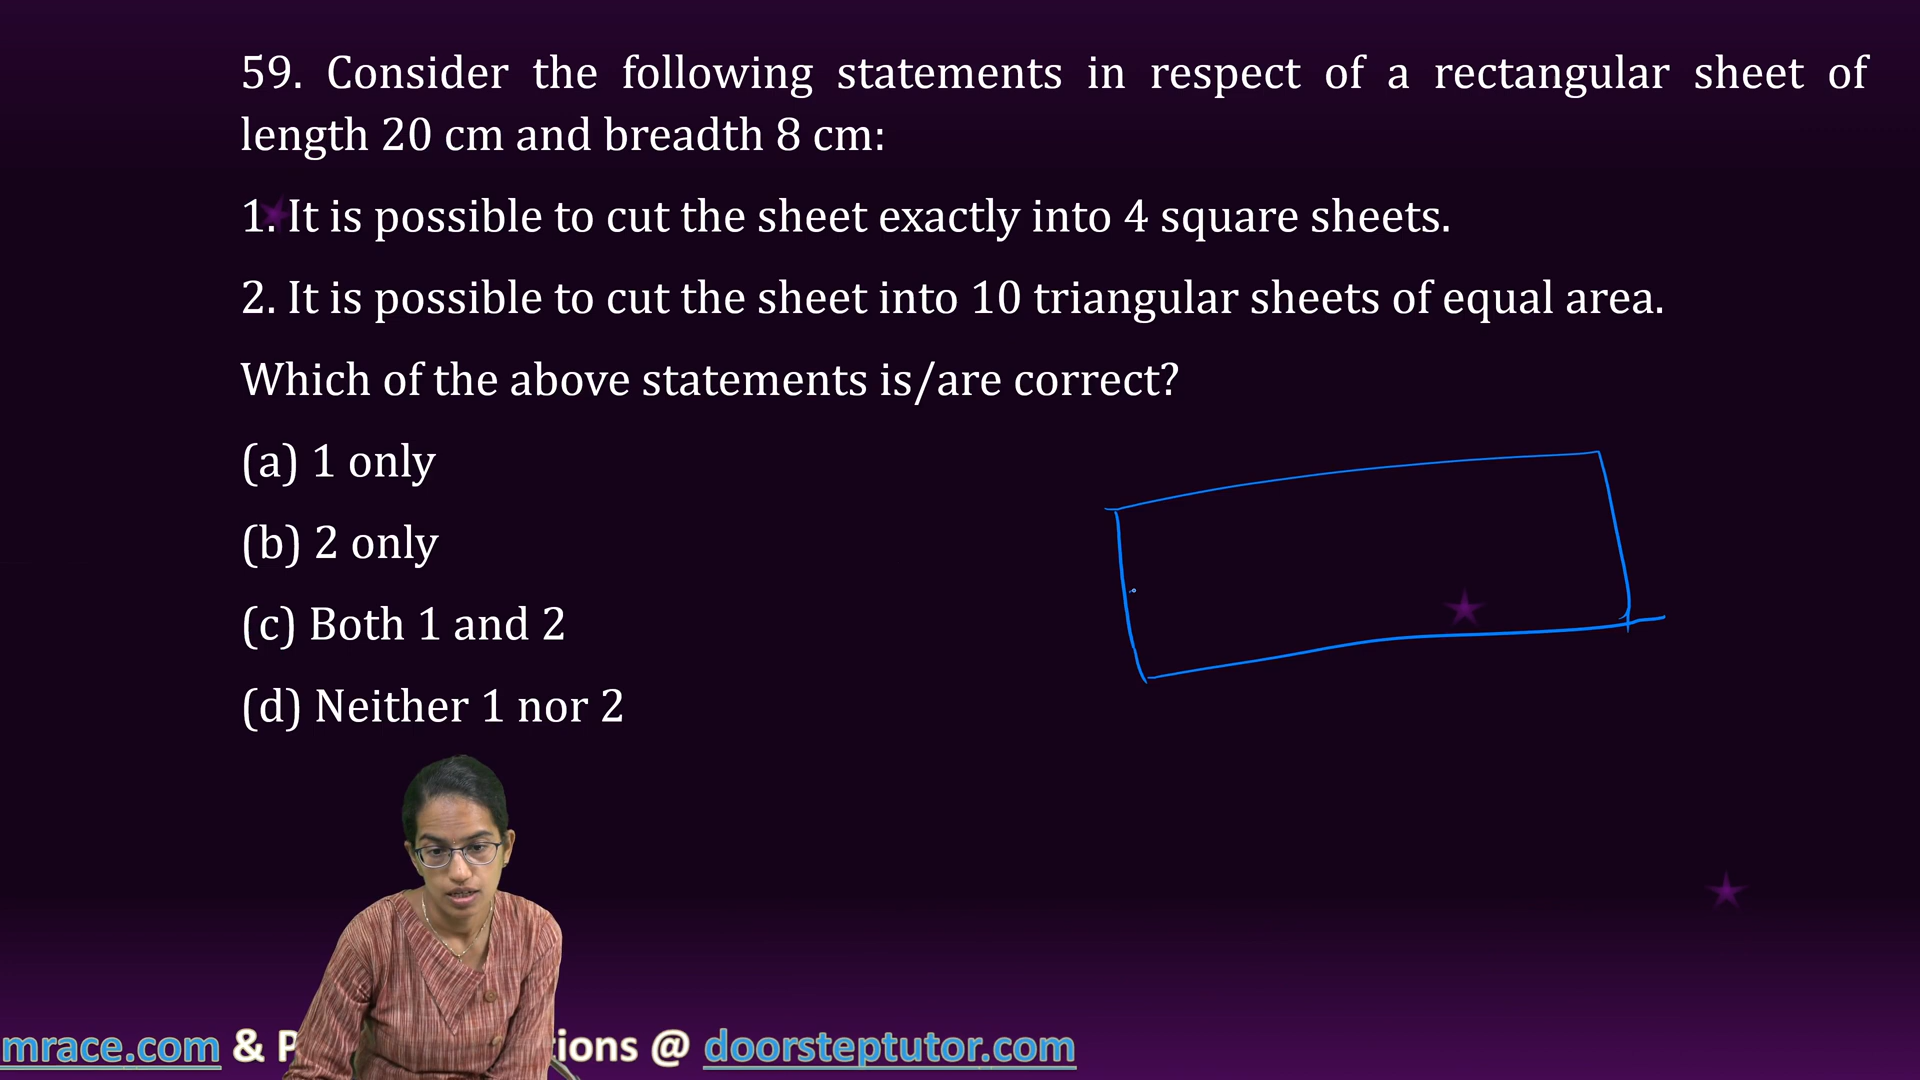 59. Consider the following statements in respect of a rectangular sheet of
length 20 cm and breadth 8 cm:
1. It is possible to cut the sheet exactly into 4 square sheets.
2. It is possible to cut the sheet into 10 triangular sheets of equal area.
Which of the above statements is/are correct?
(a) 1 only
(b) 2 only
(c) Both 1 and 2
(d) Neither 1 nor 2
mrace.com & P tions @ doorsteptutor.com